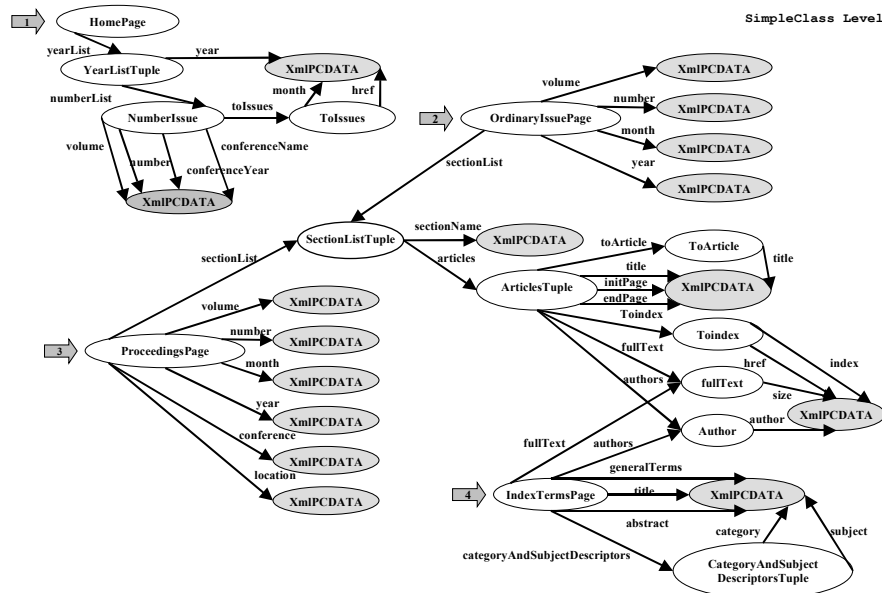 SimpleClass Level
1
HomePage
yearList
year
YearListTuple
XmlPCDATA
numberList
month
href
toIssues
NumberIssue
ToIssues
volume
number
conferenceName
conferenceYear
XmlPCDATA
2
OrdinaryIssuePage
volume
XmlPCDATA
number
XmlPCDATA
month
XmlPCDATA
year
XmlPCDATA
sectionList
SectionListTuple
sectionName
XmlPCDATA
articles
sectionList
toArticle
ToArticle
title
ArticlesTuple
title
initPage
endPage
XmlPCDATA
Toindex
Toindex
index
href
fullText
fullText
size
authors
XmlPCDATA
Author
author
3
ProceedingsPage
volume
XmlPCDATA
number
XmlPCDATA
month
XmlPCDATA
year
XmlPCDATA
conference
XmlPCDATA
location
XmlPCDATA
fullText
authors
generalTerms
4
IndexTermsPage
title
XmlPCDATA
abstract
category
subject
categoryAndSubjectDescriptors
CategoryAndSubject
DescriptorsTuple